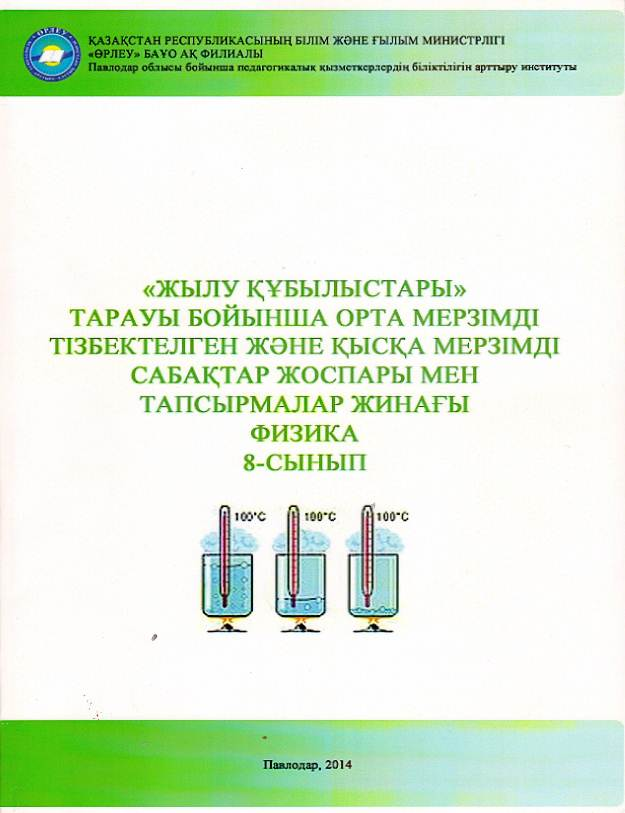 ӨРЛЕУ
ҚАЗАҚСТАН РЕСПУБЛИКАСЫНЫҢ БІЛІМ ЖӘНЕ ҒЫЛЫМ МИНИСТРЛІГІ
«ӨРЛЕУ» БАҰО АҚ ФИЛИАЛЫ
Павлодар облысы бойынша педагогикалық қызметкерлердің біліктілігін арттыру институты
«ЖЫЛУ ҚҰБЫЛЫСТАРЫ»
ТАРАУЫ БОЙЫНША ОРТА МЕРЗІМДІ
ТІЗБЕКТЕЛГЕН ЖӘНЕ ҚЫСҚА МЕРЗІМДІ
САБАҚТАР ЖОСПАРЫ МЕН
ТАПСЫРМАЛАР ЖИНАҒЫ
ФИЗИКА
8-СЫНЫП
100°C 100°C 100°C
Павлодар, 2014